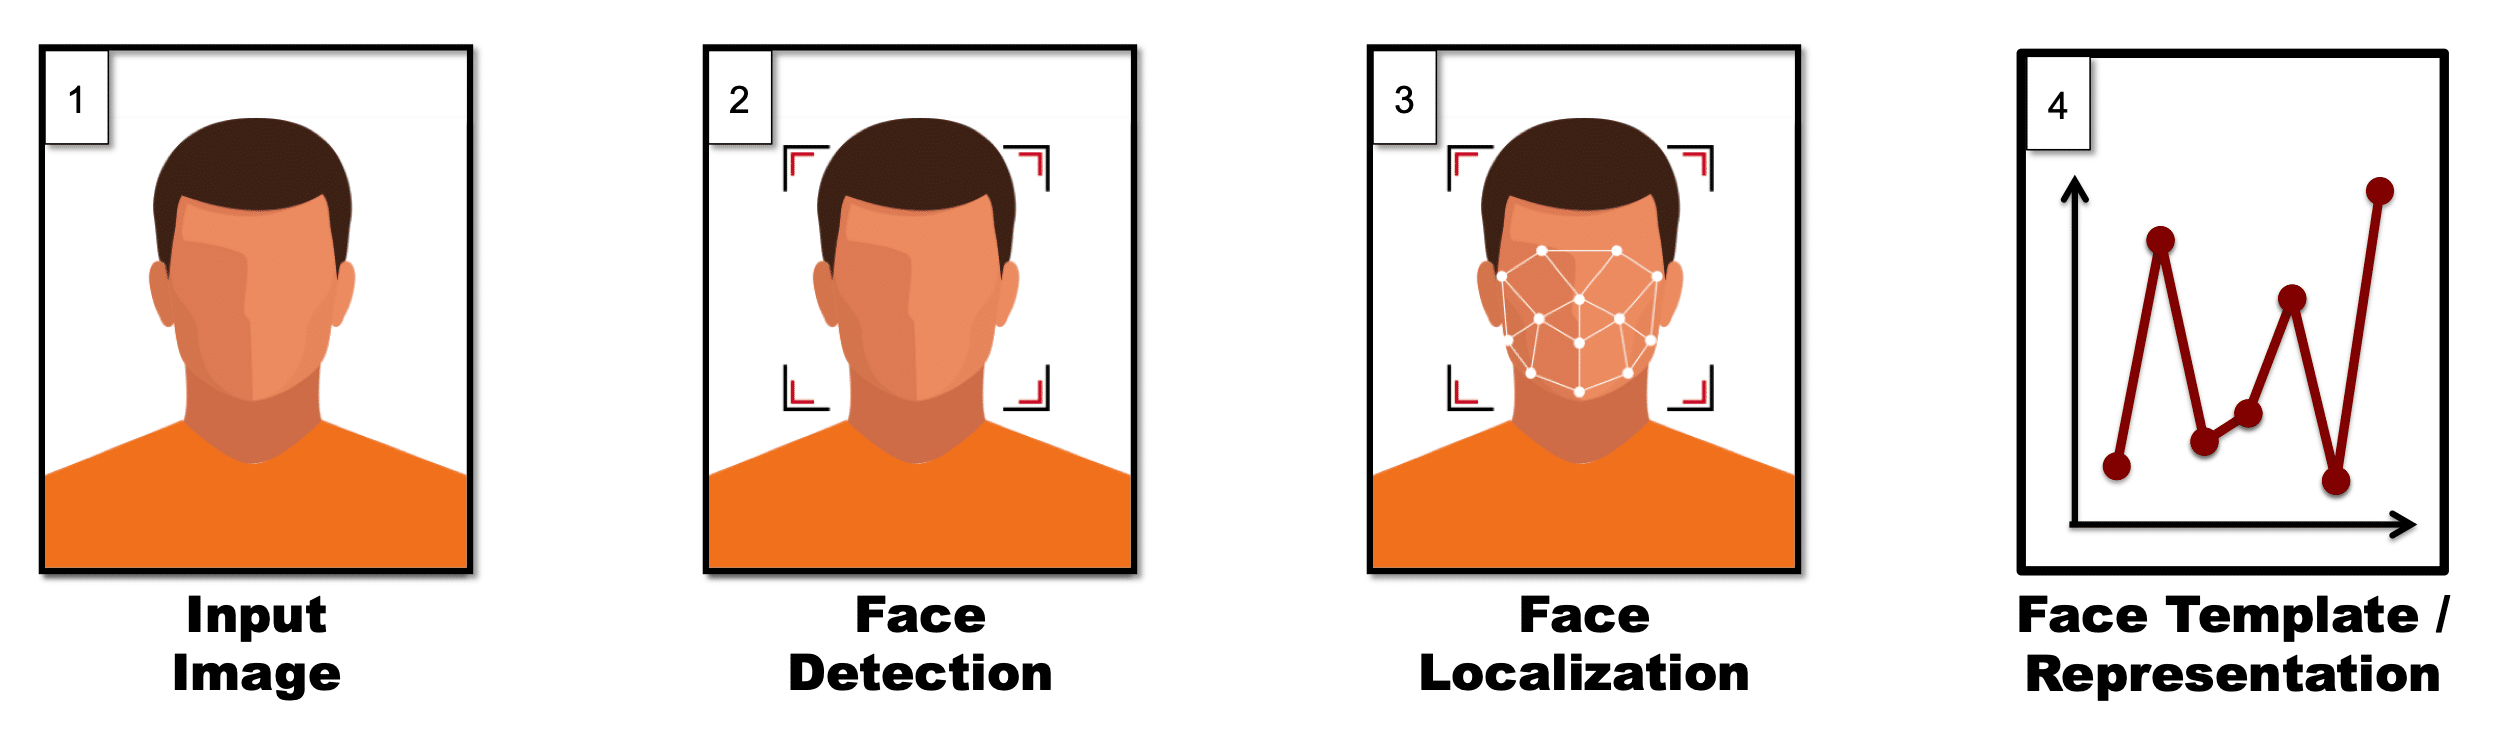 1
2
3
4
Input
Image
Face
Detection
Face
Localization
Face Template /
Representation